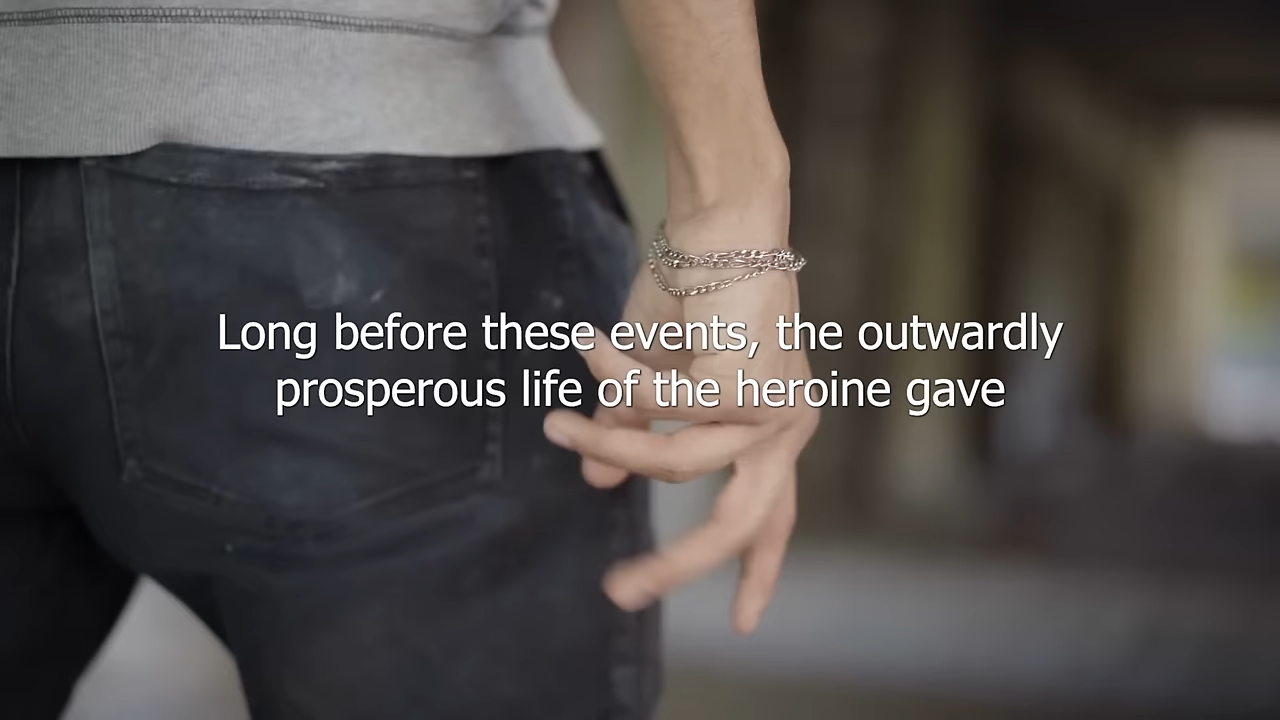 Long before these events, the outwardly
prosperous life of the heroine gave